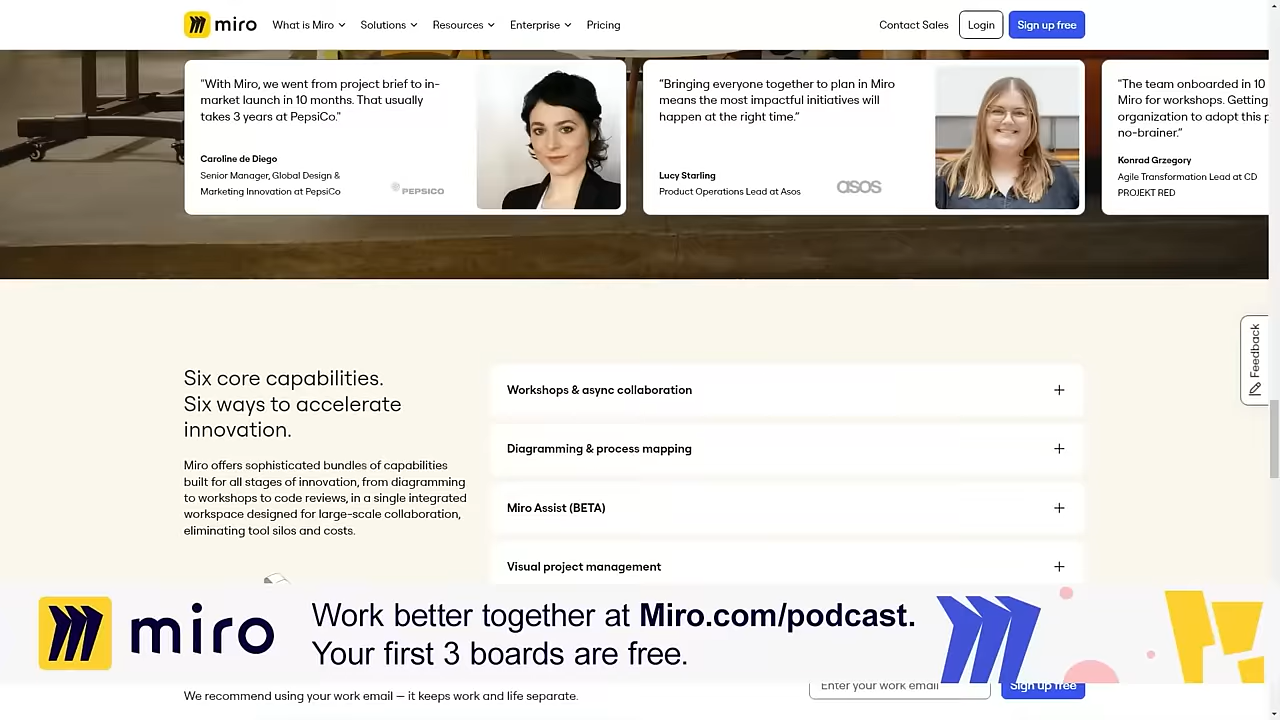 miro
What is Miro
Solutions
Resources
Enterprise
Pricing
Contact Sales
Login
Sign up free
"With Miro, we went from project brief to in-
market launch in 10 months. That usually
takes 3 years at PepsiCo."
Caroline de Diego
Senior Manager, Global Design &
Marketing Innovation at PepsiCo
PEPSICO
"Bringing everyone together to plan in Miro
means the most impactful initiatives will
happen at the right time."
Lucy Starling
Product Operations Lead at Asos
asos
"The team onboarded in 10
Miro for workshops. Getting
organization to adopt this p
no-brainer."
Konrad Grzegory
Agile Transformation Lead at CD
PROJEKT RED
Feedback
Six core capabilities.
Six ways to accelerate
innovation.
Miro offers sophisticated bundles of capabilities
built for all stages of innovation, from diagramming
to workshops to code reviews, in a single integrated
workspace designed for large-scale collaboration,
eliminating tool silos and costs.
Workshops & async collaboration
Diagramming & process mapping
Miro Assist (BETA)
Visual project management
miro
Work better together at Miro.com/podcast.
Your first 3 boards are free.
We recommend using your work email — it keeps work and life separate.
Enter your work email
Sign up free